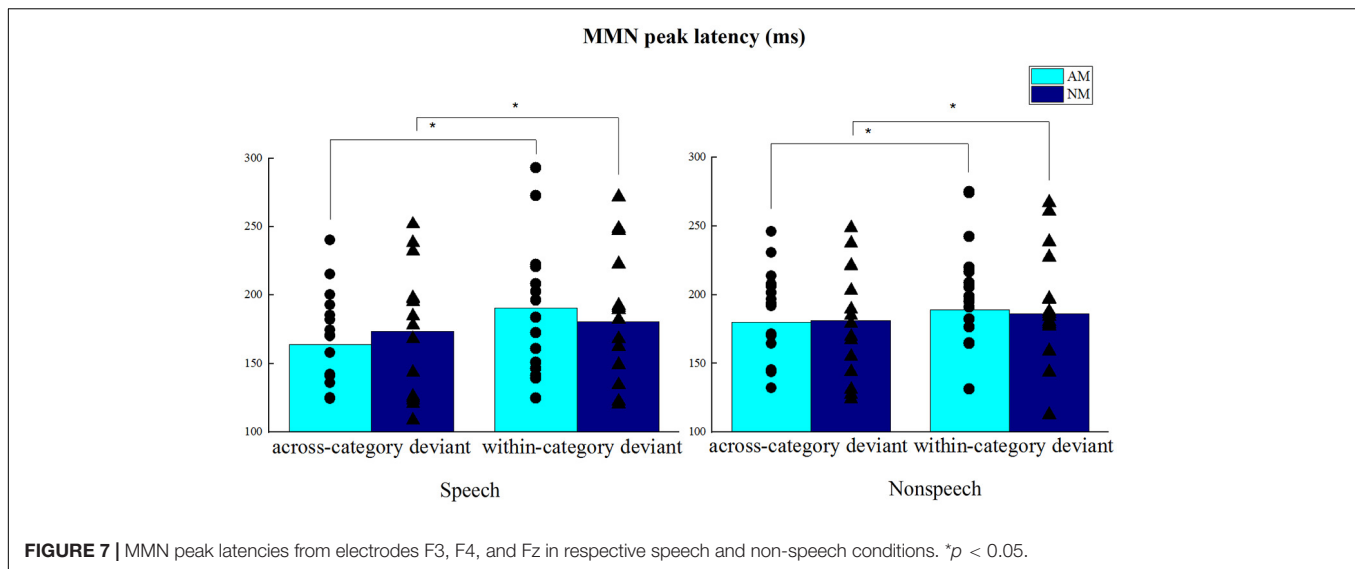 MMN peak latency (ms)
AM
NM
* *
* *
300 300
250 250
200 200
150 150
100 100
across-category deviant within-category deviant across-category deviant within-category deviant
Speech Nonspeech
FIGURE 7 | MMN peak latencies from electrodes F3, F4, and Fz in respective speech and non-speech conditions. *p < 0.05.